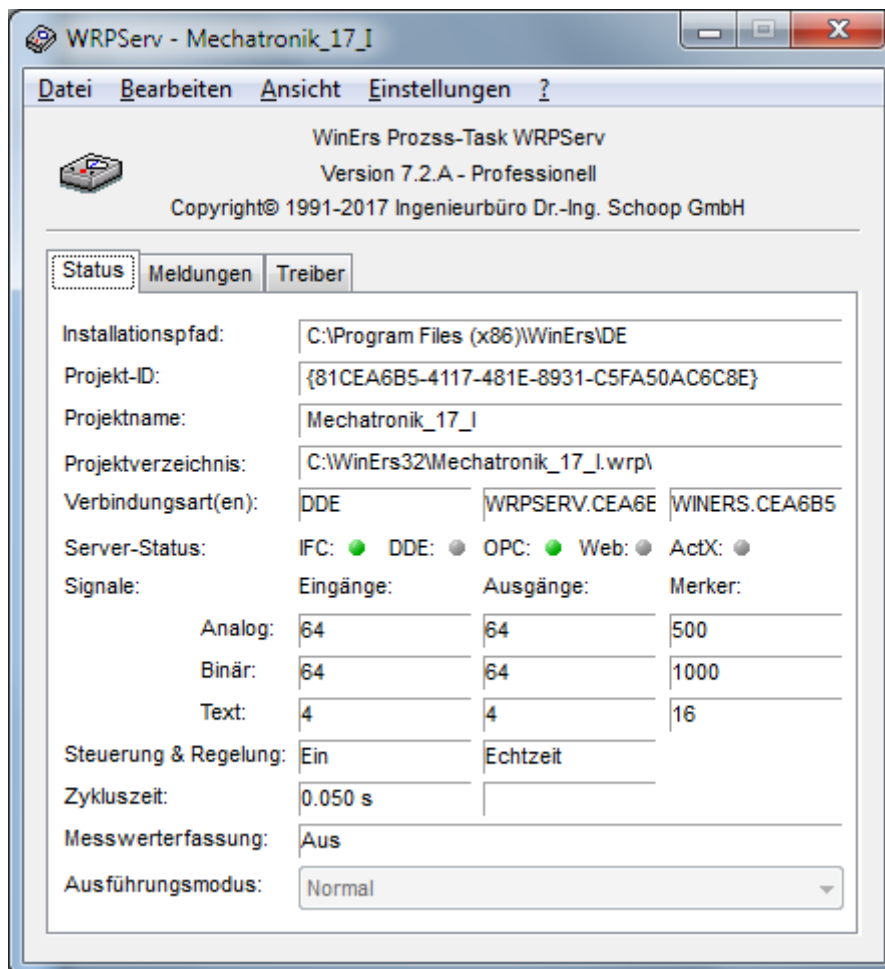 WRPServ - Mechatronik_17_I
Datei Bearbeiten Ansicht Einstellungen ?
WinErs Prozss-Task WRPServ
Version 7.2.A - Professionell
Copyright© 1991-2017 Ingenieurbüro Dr.-Ing. Schoop GmbH
Status Meldungen Treiber
Installationspfad: C:\Program Files (x86)\WinErs\DE
Projekt-ID: {81CEA6B5-4117-481E-8931-C5FA50AC6C8E}
Projektname: Mechatronik_17_I
Projektverzeichnis: C:\WinErs32\Mechatronik_17_I.wrp\
Verbindungsart(en): DDE WRPSERV.CEA6E WINERS.CEA6B5
Server-Status: IFC: DDE: OPC: Web: ActX:
Signale: Eingänge: Ausgänge: Merker:
Analog: 64 64 500
Binär: 64 64 1000
Text: 4 4 16
Steuerung & Regelung: Ein Echtzeit
Zykluszeit: 0.050 s
Messwerterfassung: Aus
Ausführungsmodus: Normal